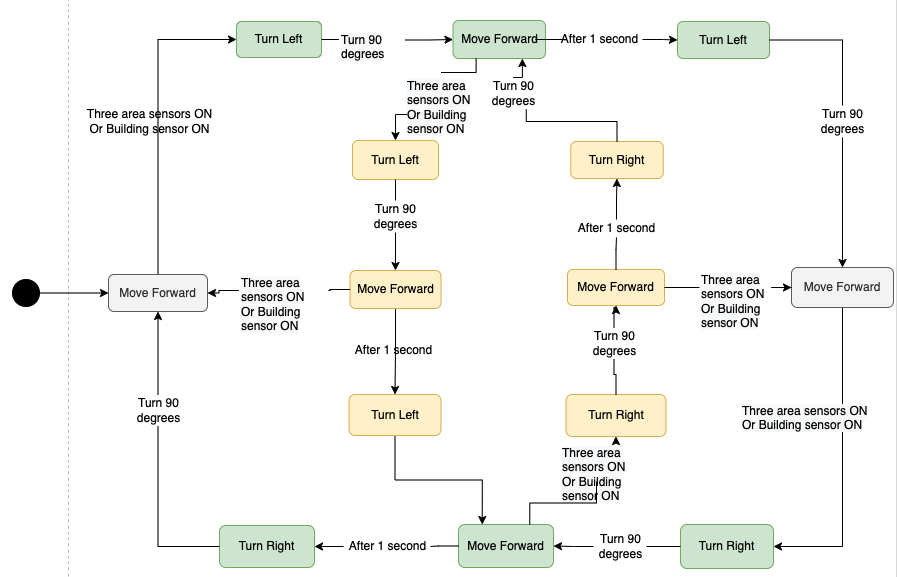 Turn Left
Turn 90
degrees
Move Forward
After 1 second
Turn Left
Three area sensors ON
Or Building sensor ON
Three area
sensors ON
Or Building
sensor ON
Turn 90
degrees
Turn 90
degrees
Turn Left
Turn Right
Turn 90
degrees
After 1 second
Move Forward
Three area
sensors ON
Or Building
sensor ON
Move Forward
Move Forward
Three area
sensors ON
Or Building
sensor ON
Move Forward
After 1 second
Turn 90
degrees
Turn 90
degrees
Turn Left
Turn Right
Three area sensors ON
Or Building sensor ON
Three area
sensors ON
Or Building
sensor ON
Turn Right
After 1 second
Move Forward
Turn 90
degrees
Turn Right